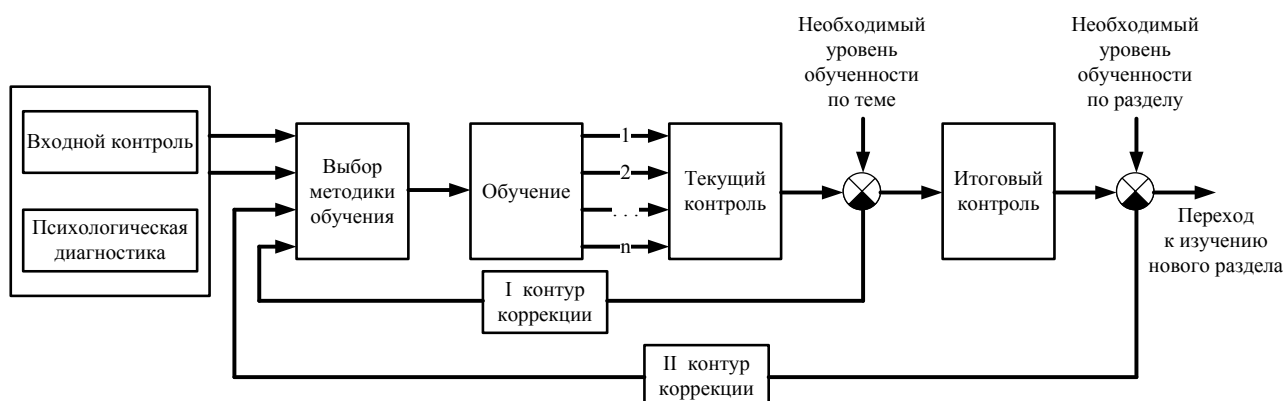 Необходимый
уровень
обученности
по теме
Необходимый
уровень
обученности
по разделу
Входной контроль
Психологическая
диагностика
Выбор
методики
обучения
Обучение
1
2
. . .
n
Текущий
контроль
Итоговый
контроль
Переход
к изучению
нового раздела
I контур
коррекции
II контур
коррекции